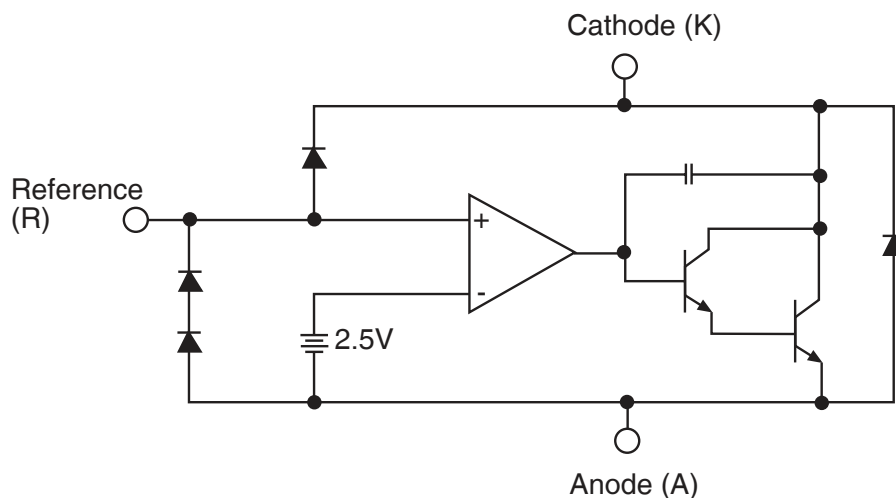 Cathode (K)
Reference
(R)
+
-
2.5V
Anode (A)